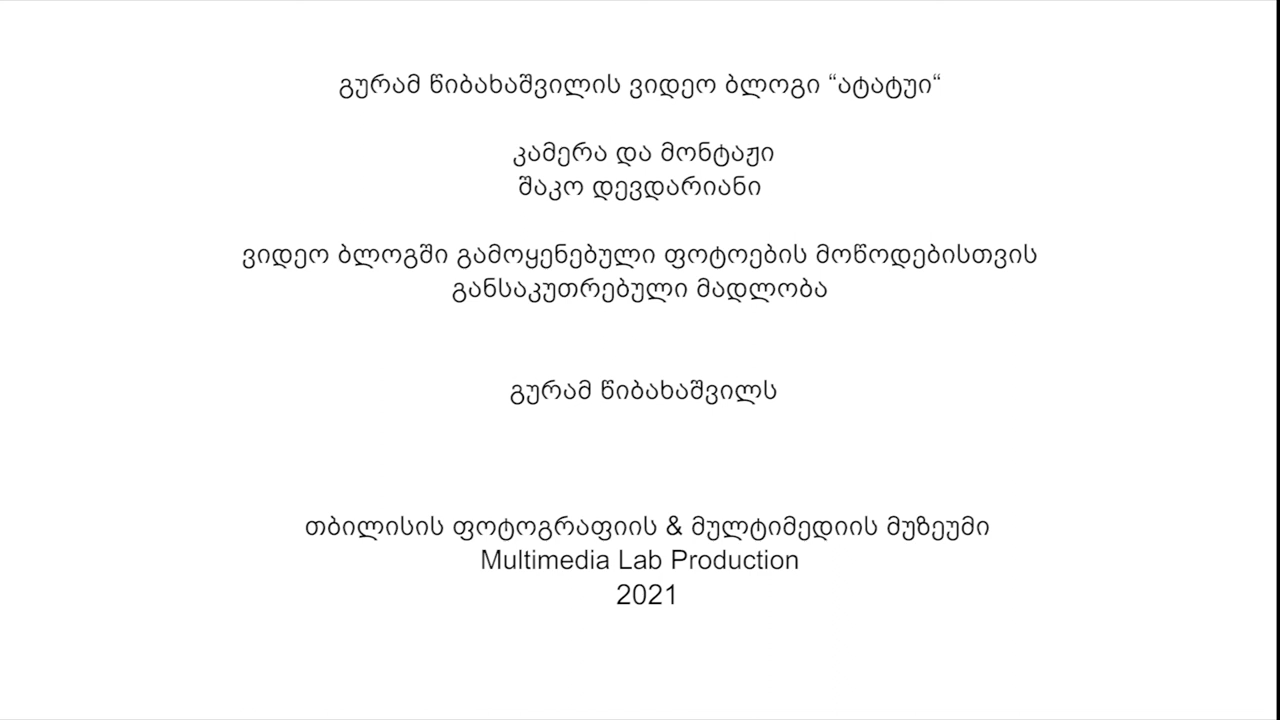 გურამ წიბახაშვილის ვიდეო ბლოგი “ატატუი“
კამერა და მონტაჟი
შაკო დევდარიანი
ვიდეო ბლოგში გამოყენებული ფოტოების მოწოდებისთვის
განსაკუთრებული მადლობა
გურამ წიბახაშვილს
თბილისის ფოტოგრაფიის & მულტიმედიის მუზეუმი
Multimedia Lab Production
2021